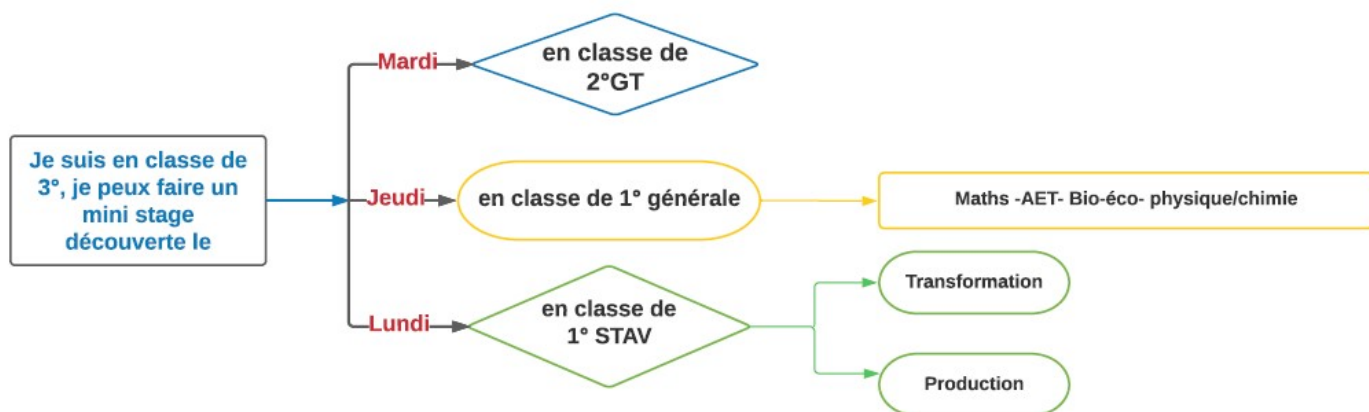 Je suis en classe de
3°, je peux faire un
mini stage
découverte le
Mardi
en classe de
2°GT
Jeudi
en classe de 1° générale
Maths -AET- Bio-éco- physique/chimie
Lundi
en classe de
1° STAV
Transformation
Production